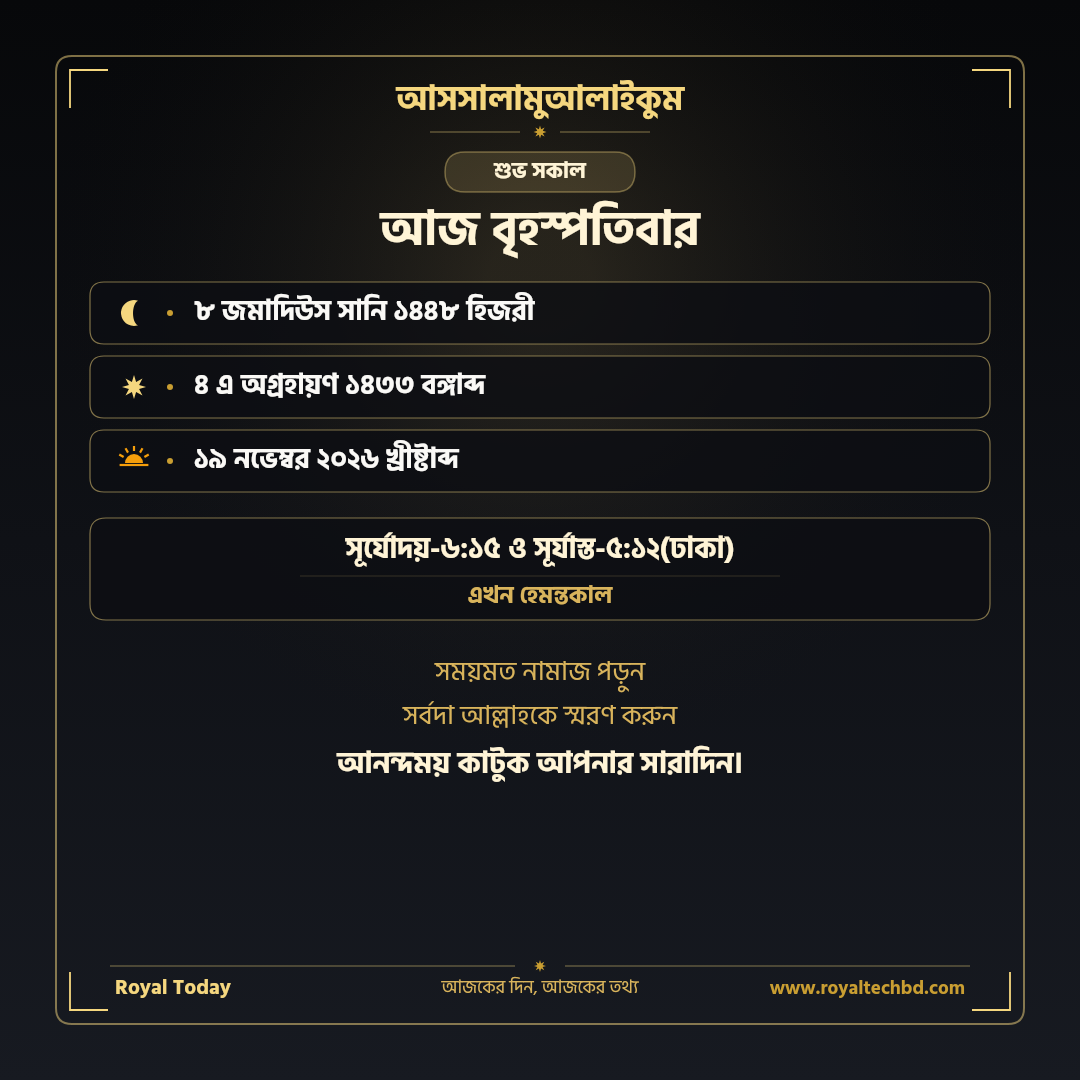 আসসালামুআলাইকুম
শুভ সকাল
আজ বৃহস্পতিবার
৮ জমাদিউস সানি ১৪৪৮ হিজরী
৪ এ অগ্রহায়ণ ১৪৩৩ বঙ্গাব্দ
১৯ নভেম্বর ২০২৬ খ্রীষ্টাব্দ
সূর্যোদয়-৬:১৫ ও সূর্যাস্ত-৫:১২(ঢাকা)
এখন হেমন্তকাল
সময়মত নামাজ পড়ুন
সর্বদা আল্লাহকে স্মরণ করুন
আনন্দময় কাটুক আপনার সারাদিন।
Royal Today
আজকের দিন, আজকের তথ্য
www.royaltechbd.com